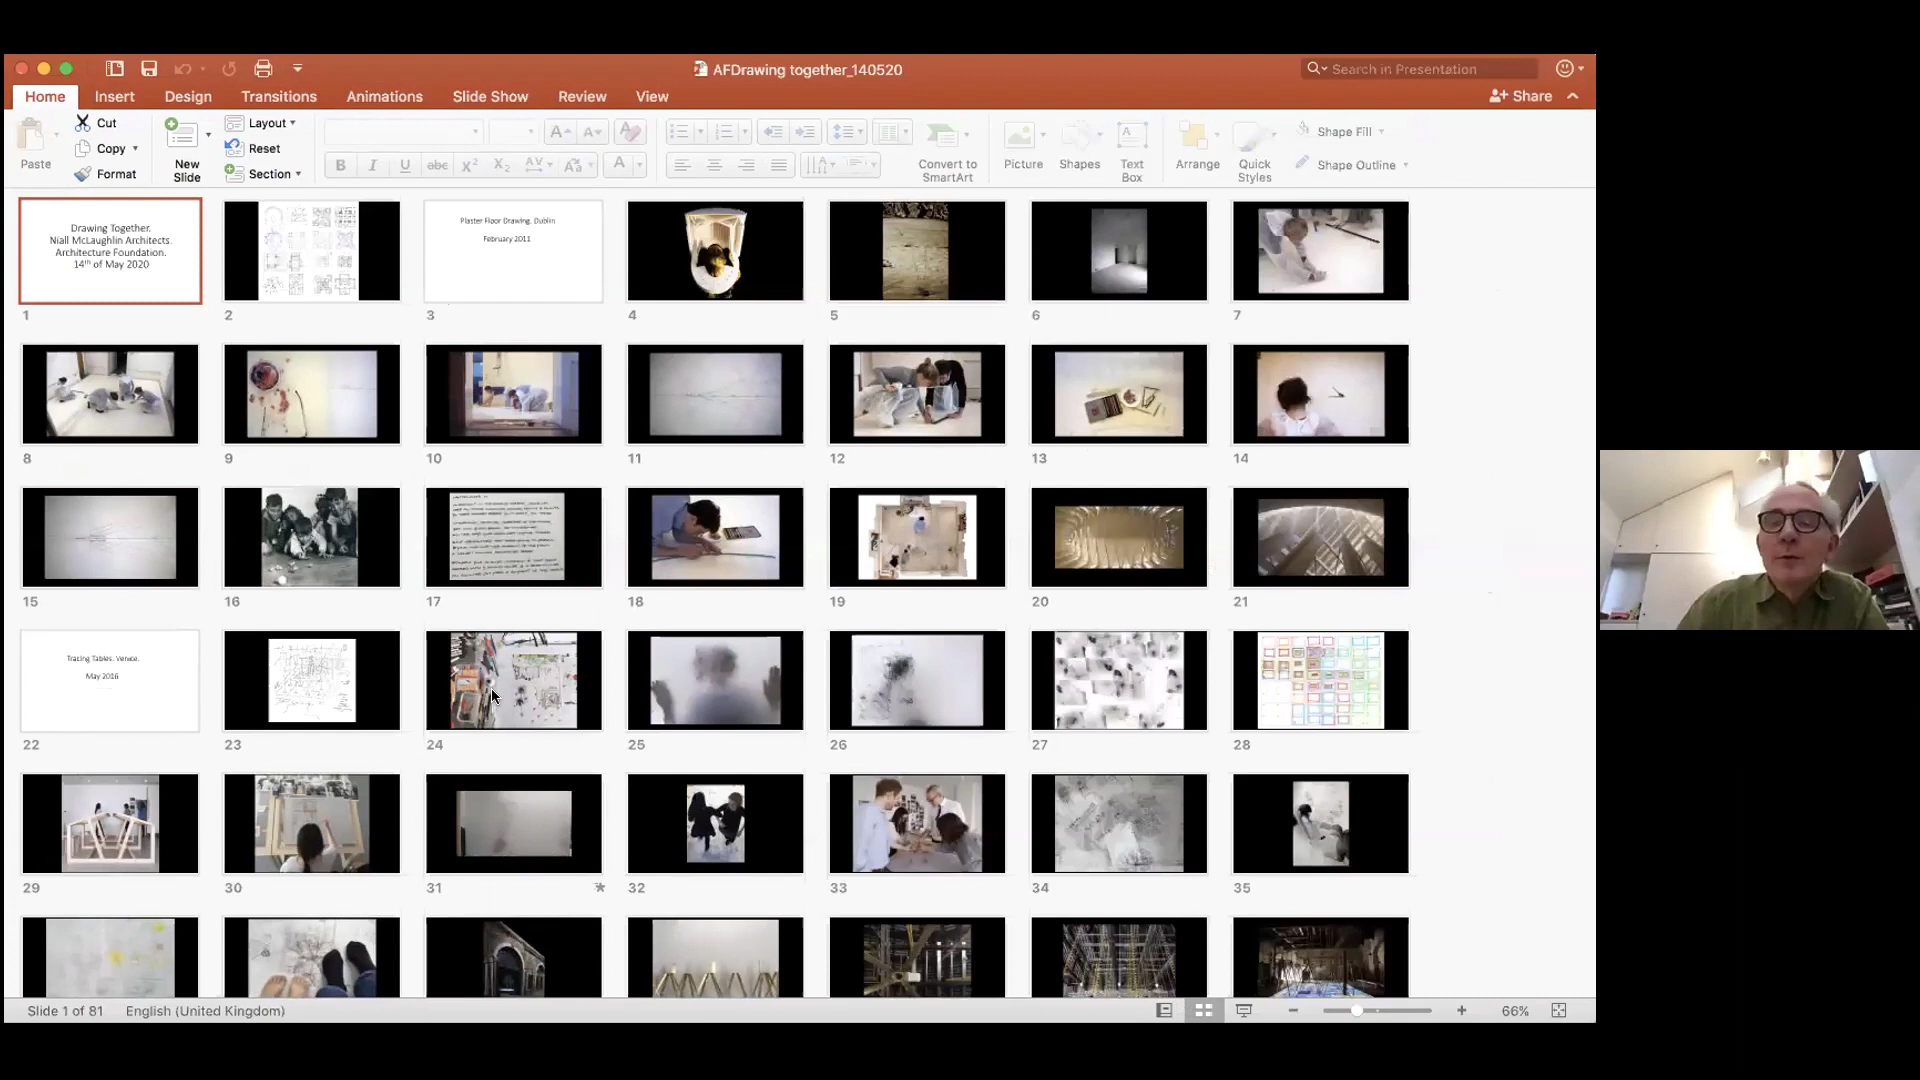 AFDrawing together_140520
Search in Presentation
Home Insert Design Transitions Animations Slide Show Review View
Share
Paste
Cut
Copy
Format
New
Slide
Layout
Reset
Section
B I U abc X² X₂ AV Aa A
Convert to
SmartArt
Picture
Shapes
Text
Box
Arrange
Quick
Styles
Shape Fill
Shape Outline
Drawing Together.
Niall McLaughlin Architects.
Architecture Foundation.
14th of May 2020
Plaster Floor Drawing. Dublin
February 2011
1 2 3 4 5 6 7
8 9 10 11 12 13 14
15 16 17 18 19 20 21
Tracing Tables. Venice.
May 2016
22 23 24 25 26 27 28
29 30 31 32 33 34 35
Slide 1 of 81 English (United Kingdom)
66%